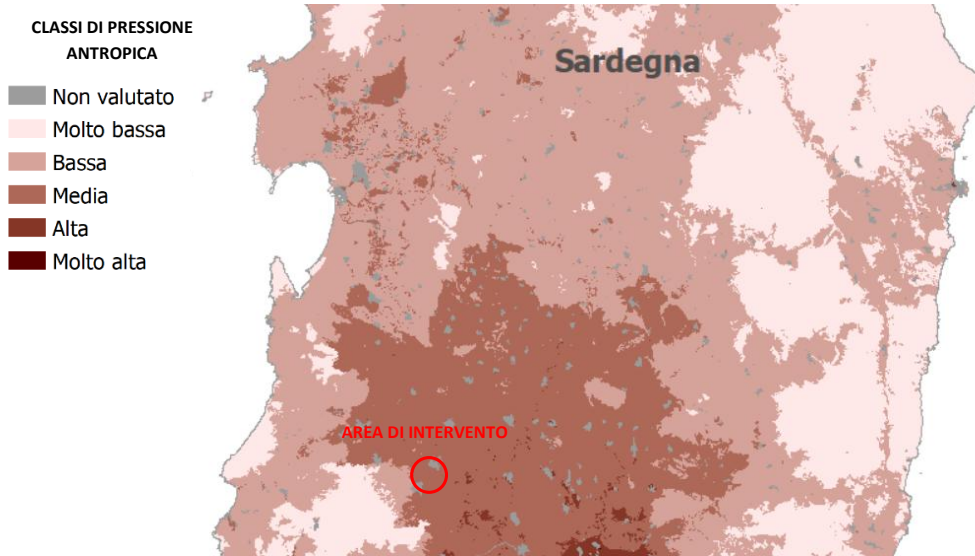 CLASSI DI PRESSIONE
ANTROPICA
Non valutato
Molto bassa
Bassa
Media
Alta
Molto alta
Sardegna
AREA DI INTERVENTO